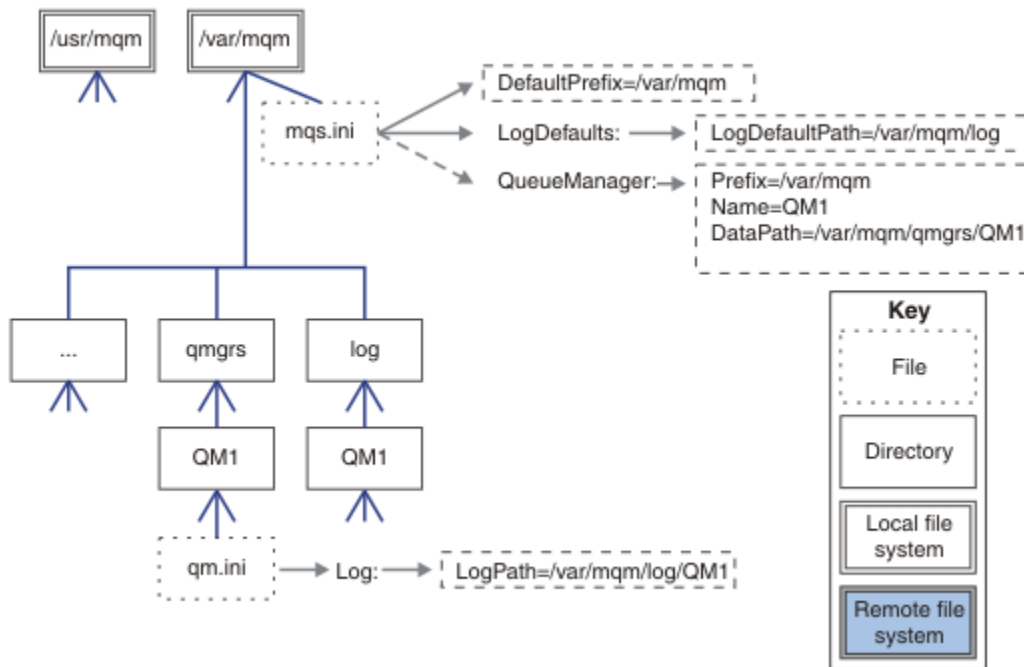 /usr/mqm
/var/mqm
mqs.ini
DefaultPrefix=/var/mqm
LogDefaults:
LogDefaultPath=/var/mqm/log
QueueManager:
Prefix=/var/mqm
Name=QM1
DataPath=/var/mqm/qmgrs/QM1
...
qmgrs
log
QM1
QM1
qm.ini
Log:
LogPath=/var/mqm/log/QM1
Key
File
Directory
Local file
system
Remote file
system